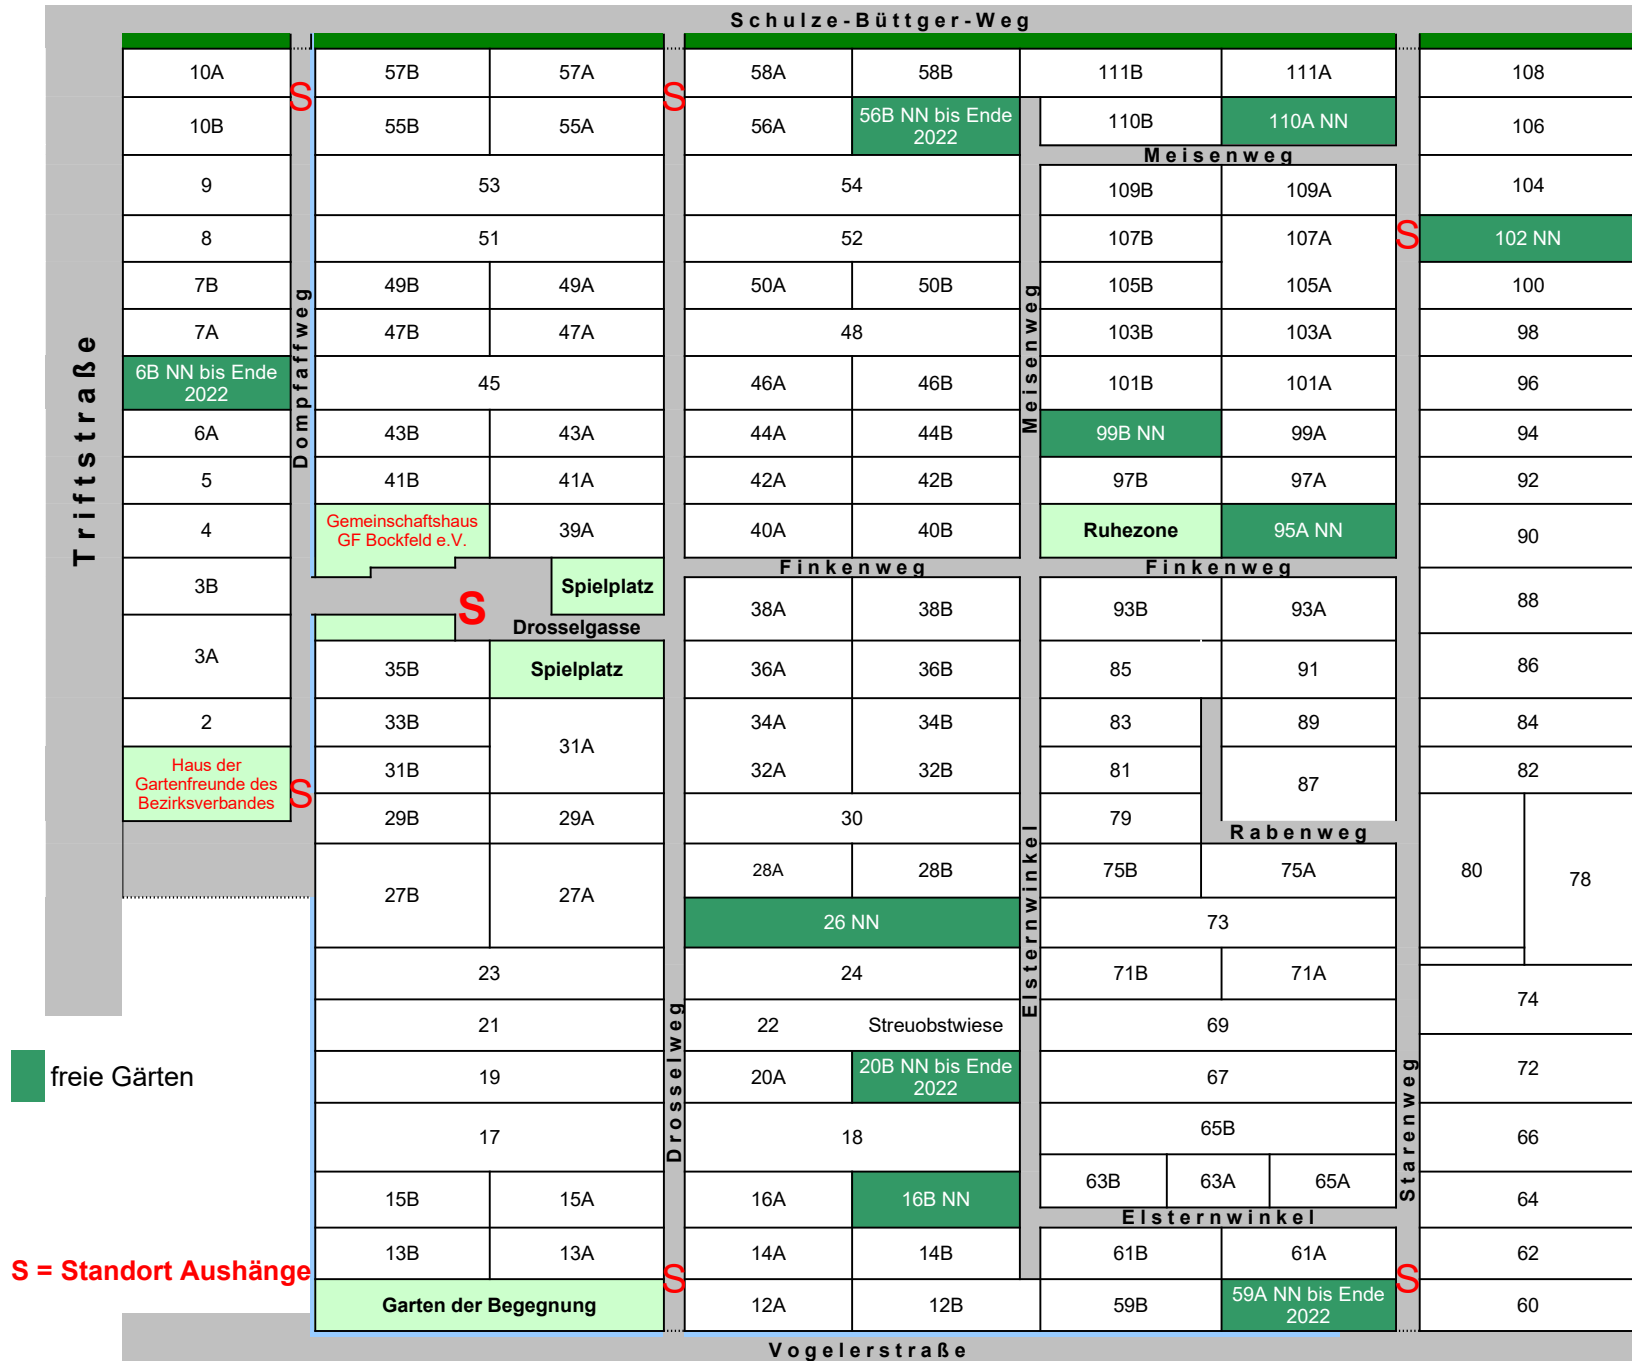 Schulze-Büttger-Weg
10A 57B 57A 58A 58B 111B 111A 108
S S
10B 55B 55A 56A 56B NN bis Ende
2022 110B 110A NN 106
Meisenweg
9 53 54 109B 109A 104
8 51 52 107B 107A S 102 NN
7B 49B 49A 50A 50B 105B 105A 100
7A 47B 47A 48 103B 103A 98
6B NN bis Ende
2022 45 46A 46B 101B 101A 96
Triftstraße
Dompfaffweg
Meisenweg
6A 43B 43A 44A 44B 99B NN 99A 94
5 41B 41A 42A 42B 97B 97A 92
4 Gemeinschaftshaus
GF Bockfeld e.V. 39A 40A 40B Ruhezone 95A NN 90
Finkenweg Finkenweg
3B Spielplatz 38A 38B 93B 93A 88
S
Drosselgasse
3A 35B Spielplatz 36A 36B 85 91 86
2 33B 31A 34A 34B 83 89 84
Haus der
Gartenfreunde des
Bezirksverbandes S 31B 32A 32B 81 87 82
29B 29A 30 79 Rabenweg
27B 27A 28A 28B 75B 75A 80 78
26 NN 73
Elsternwinkel
23 24 71B 71A 74
21 22 Streuobstwiese 69
freie Gärten 19 20A 20B NN bis Ende
2022 67 72
Drosselweg
Starenweg
17 18 65B 66
63B 63A 65A
15B 15A 16A 16B NN 64
Elsternwinkel
13B 13A 14A 14B 61B 61A 62
S = Standort Aushänge S S
Garten der Begegnung 12A 12B 59B 59A NN bis Ende
2022 60
Vogelerstraße